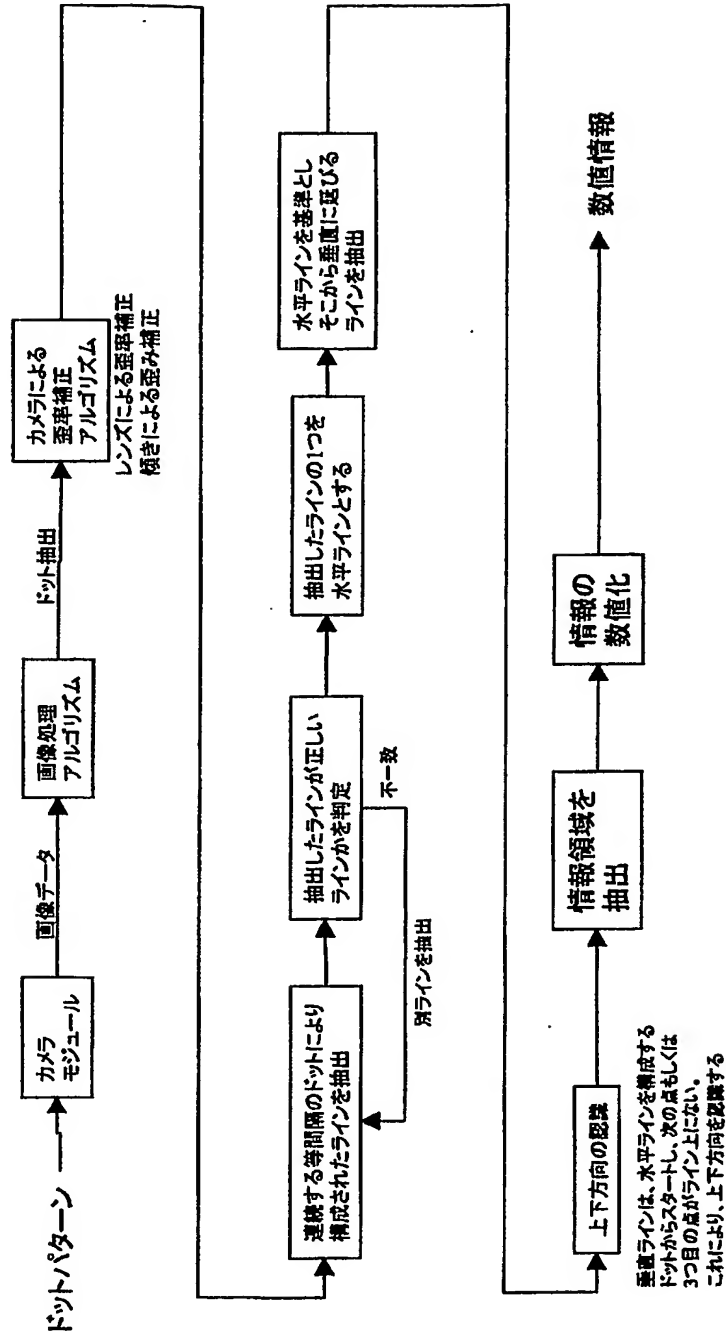 ドットパターン
カメラ
モジュール
画像データ
画像処理
アルゴリズム
ドット抽出
カメラによる
歪率補正
アルゴリズム
レンズによる歪率補正
傾きによる歪み補正
連続する等間隔のドットにより
構成されたラインを抽出
抽出したラインが正しい
ラインかを判定
不一致
別ラインを抽出
抽出したラインの1つを
水平ラインとする
水平ラインを基準とし
そこから垂直に延びる
ラインを抽出
上下方向の認識
垂直ラインは、水平ラインを構成する
ドットからスタートし、次の点もしくは
3つ目の点がライン上にない。
これにより、上下方向を認識する
情報領域を
抽出
情報の
数値化
数値情報